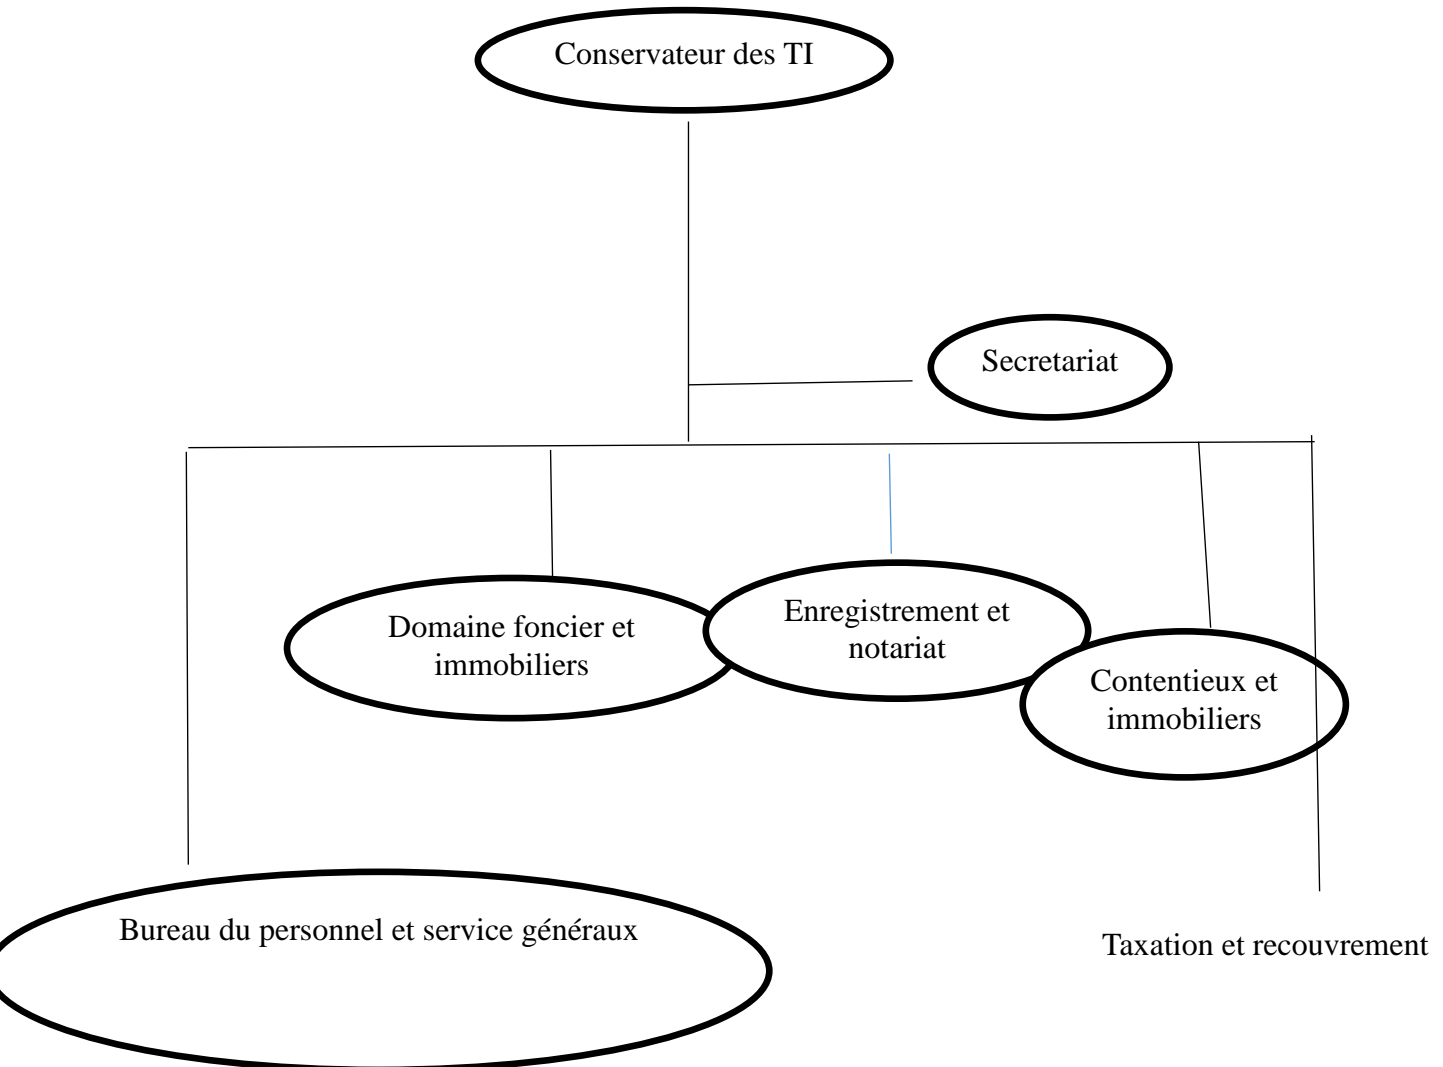 Conservateur des TI
Secretariat
Domaine foncier et
immobiliers
Enregistrement et
notariat
Contentieux et
immobiliers
Bureau du personnel et service généraux
Taxation et recouvrement